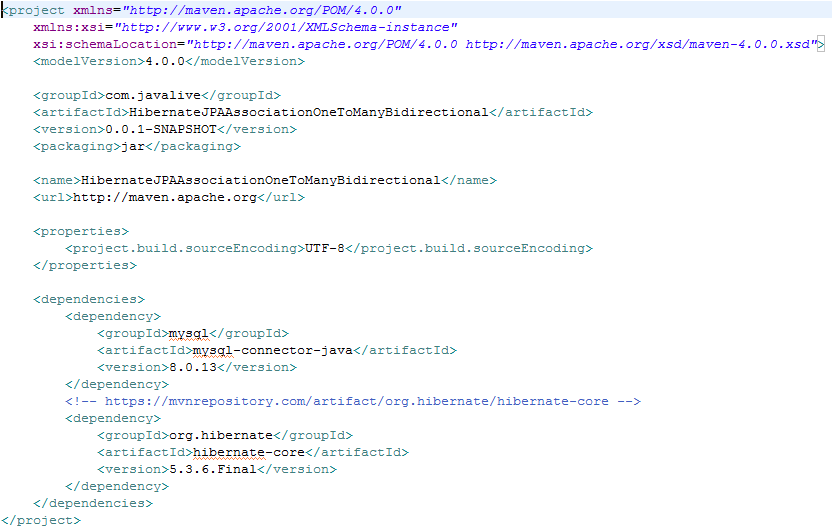 <project xmlns="http://maven.apache.org/POM/4.0.0"
xmlns:xsi="http://www.w3.org/2001/XMLSchema-instance"
xsi:schemaLocation="http://maven.apache.org/POM/4.0.0 http://maven.apache.org/xsd/maven-4.0.0.xsd">
<modelVersion>4.0.0</modelVersion>
<groupId>com.javalive</groupId>
<artifactId>HibernateJPAAssociationOneToManyBidirectional</artifactId>
<version>0.0.1-SNAPSHOT</version>
<packaging>jar</packaging>
<name>HibernateJPAAssociationOneToManyBidirectional</name>
<url>http://maven.apache.org</url>
<properties>
<project.build.sourceEncoding>UTF-8</project.build.sourceEncoding>
</properties>
<dependencies>
<dependency>
<groupId>mysql</groupId>
<artifactId>mysql-connector-java</artifactId>
<version>8.0.13</version>
</dependency>
<!-- https://mvnrepository.com/artifact/org.hibernate/hibernate-core -->
<dependency>
<groupId>org.hibernate</groupId>
<artifactId>hibernate-core</artifactId>
<version>5.3.6.Final</version>
</dependency>
</dependencies>
</project>